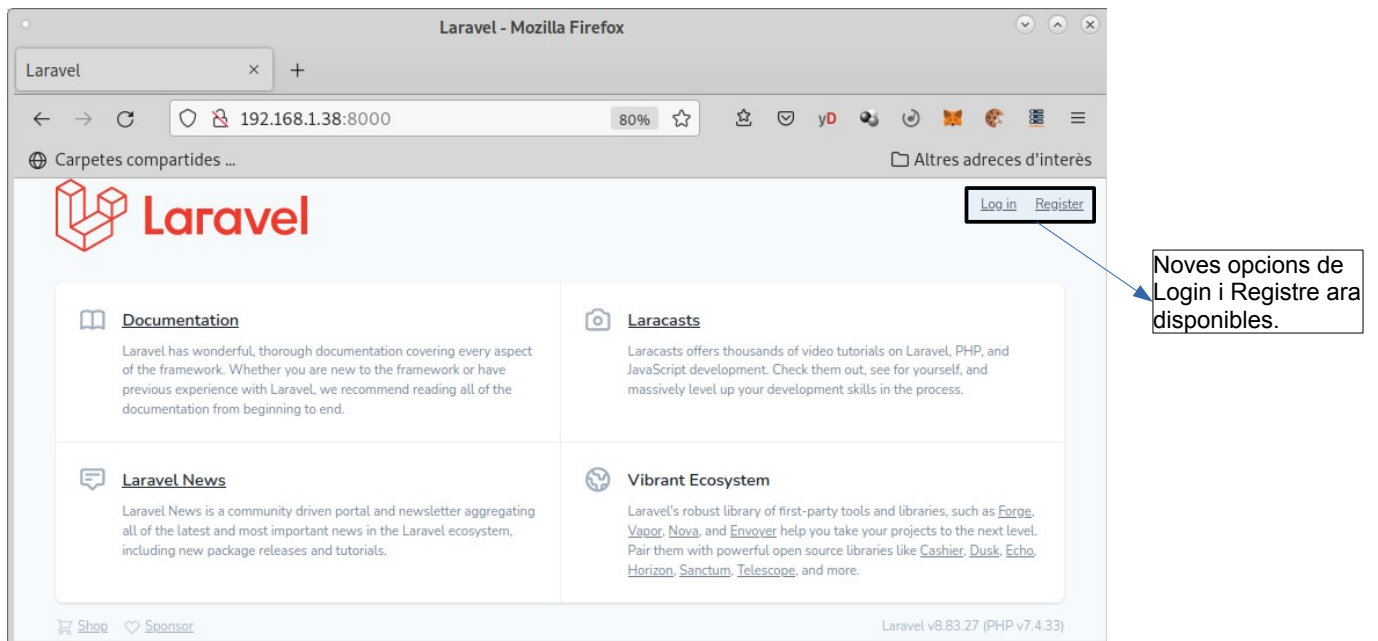 Laravel - Mozilla Firefox
Laravel
192.168.1.38:8000
80%
yD
Carpetes compartides ...
Altres adreces d'interès
Laravel
Log in Register
Noves opcions de
Login i Registre ara
disponibles.
Documentation
Laravel has wonderful, thorough documentation covering every aspect
of the framework. Whether you are new to the framework or have
previous experience with Laravel, we recommend reading all of the
documentation from beginning to end.
Laracasts
Laracasts offers thousands of video tutorials on Laravel, PHP, and
JavaScript development. Check them out, see for yourself, and
massively level up your development skills in the process.
Laravel News
Laravel News is a community driven portal and newsletter aggregating
all of the latest and most important news in the Laravel ecosystem,
including new package releases and tutorials.
Vibrant Ecosystem
Laravel's robust library of first-party tools and libraries, such as Forge,
Vapor, Nova, and Envoyer help you take your projects to the next level.
Pair them with powerful open source libraries like Cashier, Dusk, Echo,
Horizon, Sanctum, Telescope, and more.
Shop Sponsor
Laravel v8.83.27 (PHP v7.4.33)